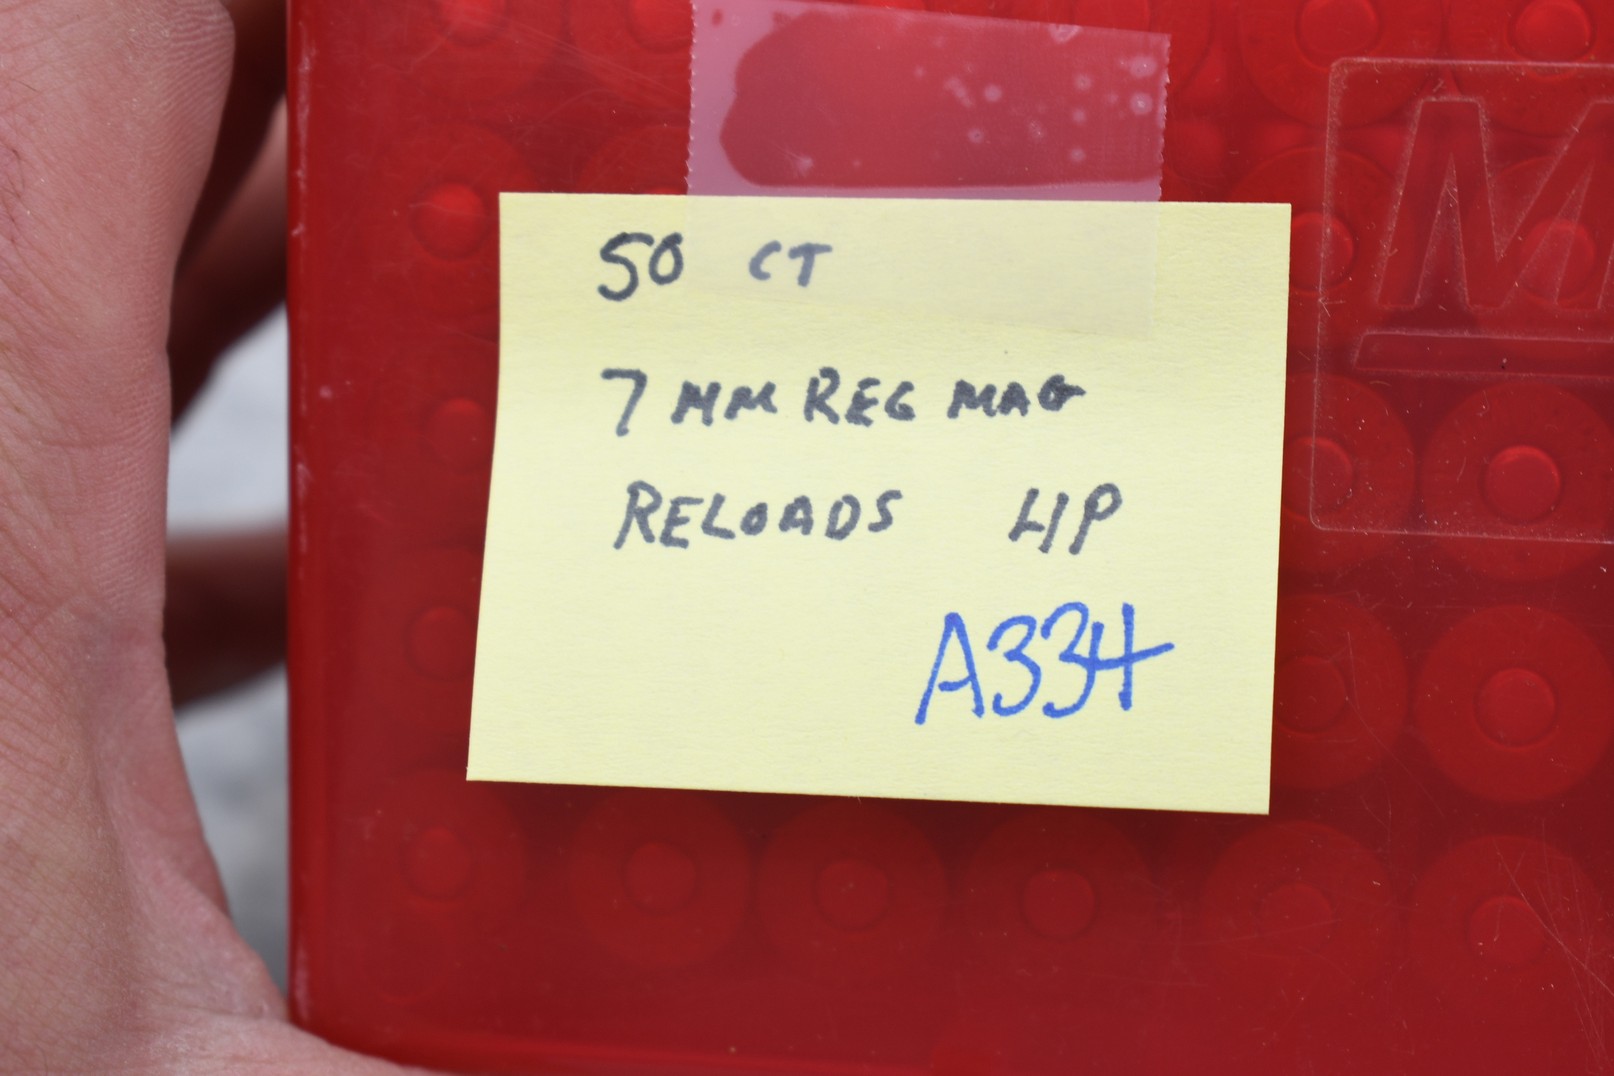 50 CT
7 MM REG MAG
RELOADS HP
A334
M